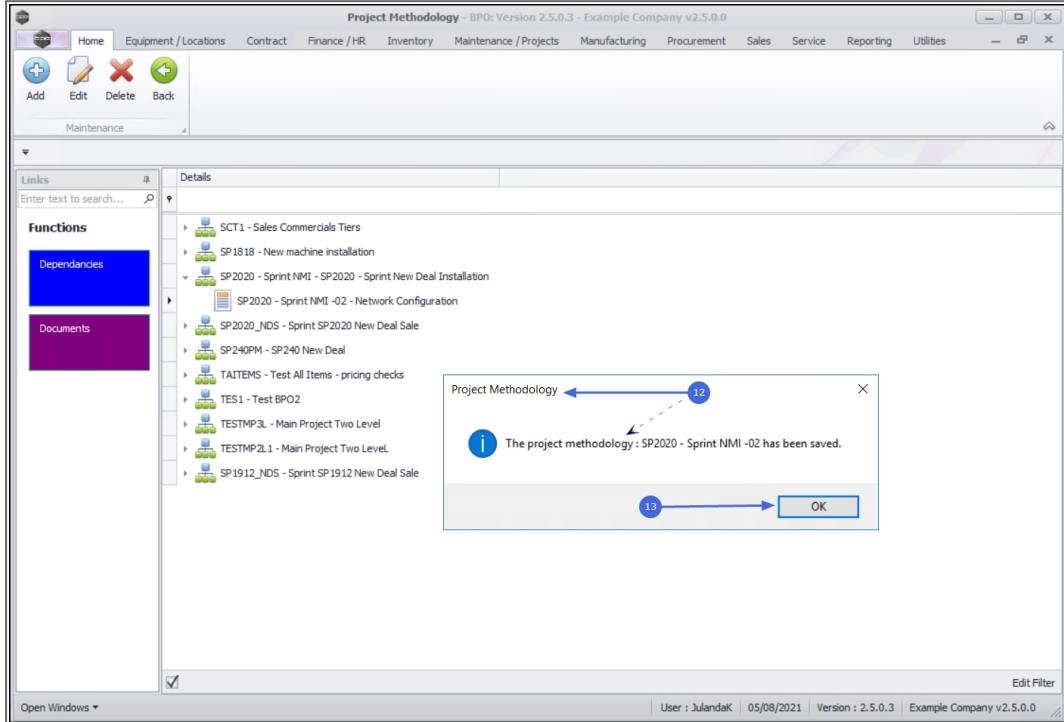 Project Methodology - BPO: Version 2.5.0.3 - Example Company v2.5.0.0
Home Equipment / Locations Contract Finance / HR Inventory Maintenance / Projects Manufacturing Procurement Sales Service Reporting Utilities
Add Edit Delete Back
Maintenance
Links
Details
Enter text to search...
Functions
Dependancies
Documents
SCT1 - Sales Commercials Tiers
SP1818 - New machine installation
SP2020 - Sprint NMI - SP2020 - Sprint New Deal Installation
SP2020 - Sprint NMI -02 - Network Configuration
SP2020_NDS - Sprint SP2020 New Deal Sale
SP240PM - SP240 New Deal
TAITEMS - Test All Items - pricing checks
TES1 - Test BPO2
TESTMP3L - Main Project Two Level
TESTMP2L1 - Main Project Two LeveL
SP1912_NDS - Sprint SP1912 New Deal Sale
Project Methodology
12
The project methodology : SP2020 - Sprint NMI -02 has been saved.
13
OK
Edit Filter
Open Windows
User : JulandaK 05/08/2021 Version : 2.5.0.3 Example Company v2.5.0.0